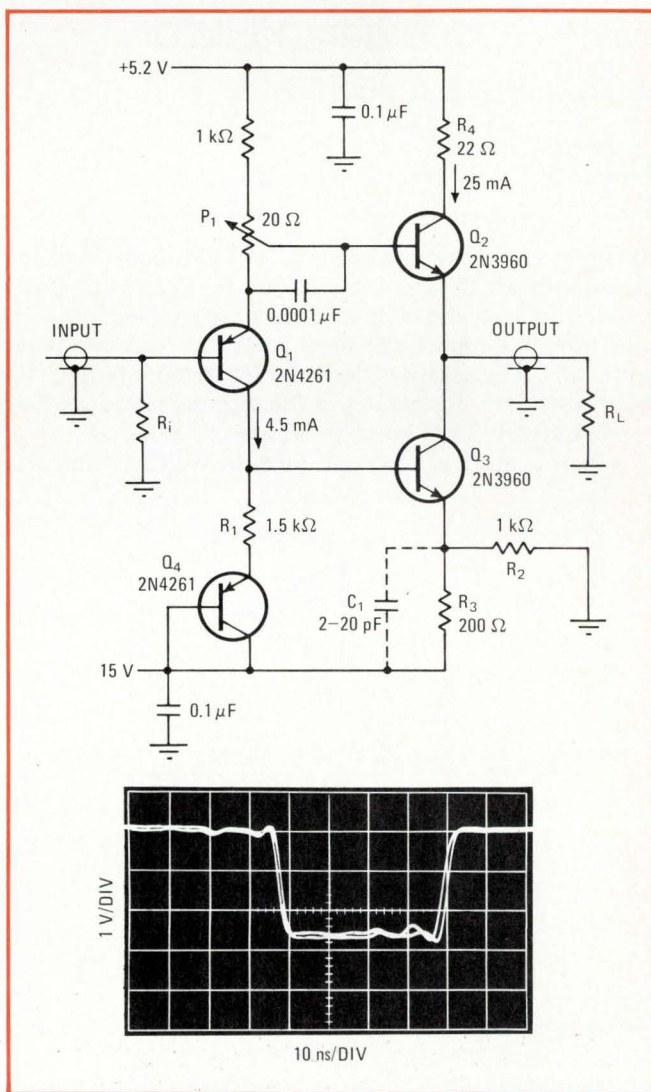 +5.2 V
0.1 μF
1 kΩ
R4
22 Ω
25 mA
P1
20 Ω
Q2
2N3960
0.0001 μF
INPUT
OUTPUT
Q1
2N4261
Ri
4.5 mA
RL
Q3
2N3960
R1
1.5 kΩ
1 kΩ
R2
Q4
2N4261
C1
2–20 pF
R3
200 Ω
15 V
0.1 μF
1 V/DIV
10 ns/DIV